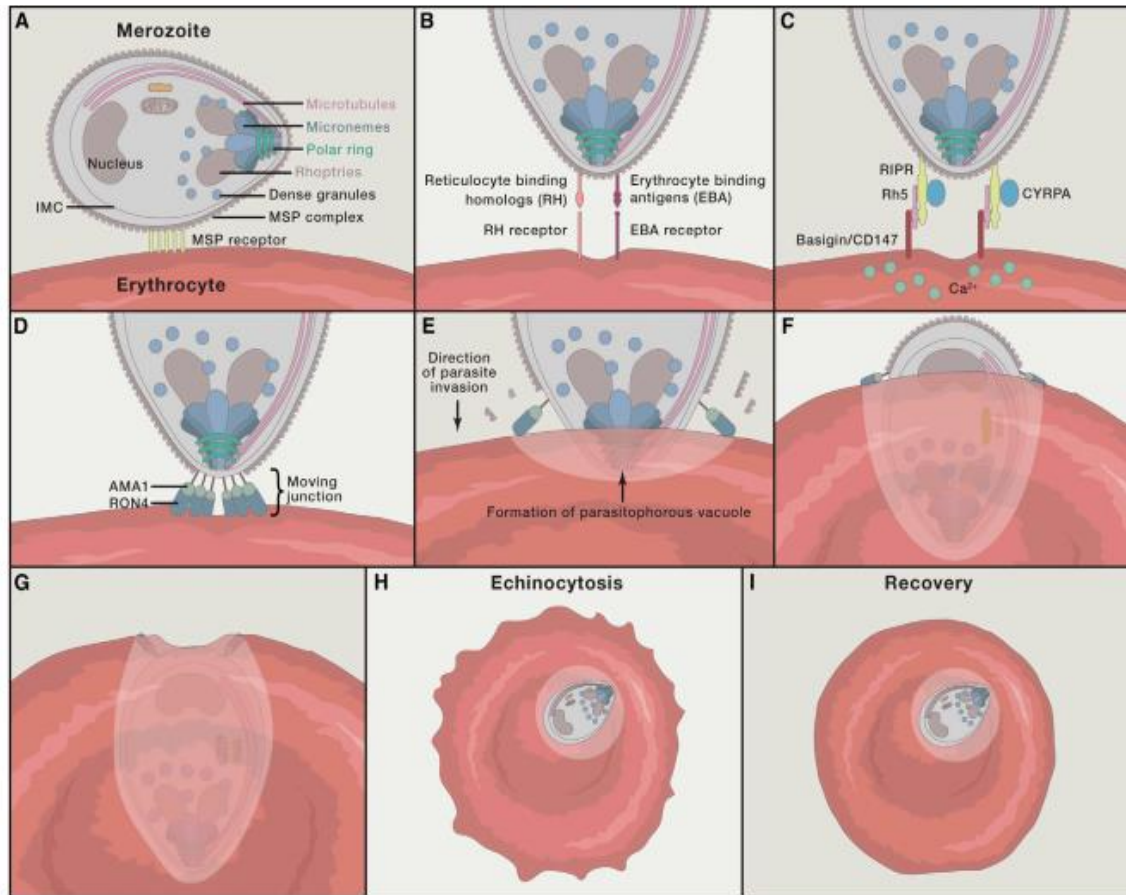 A
Merozoite
Microtubules
Micronemes
Polar ring
Rhoptries
Dense granules
MSP complex
MSP receptor
Nucleus
IMC
Erythrocyte
B
Reticulocyte binding
homologs (RH)
Erythrocyte binding
antigens (EBA)
RH receptor
EBA receptor
C
RIPR
Rh5
CYRPA
Basigin/CD147
Ca²⁺
D
AMA1
RON4
Moving
junction
E
Direction
of parasite
invasion
Formation of parasitophorous vacuole
F
G
H
Echinocytosis
I
Recovery